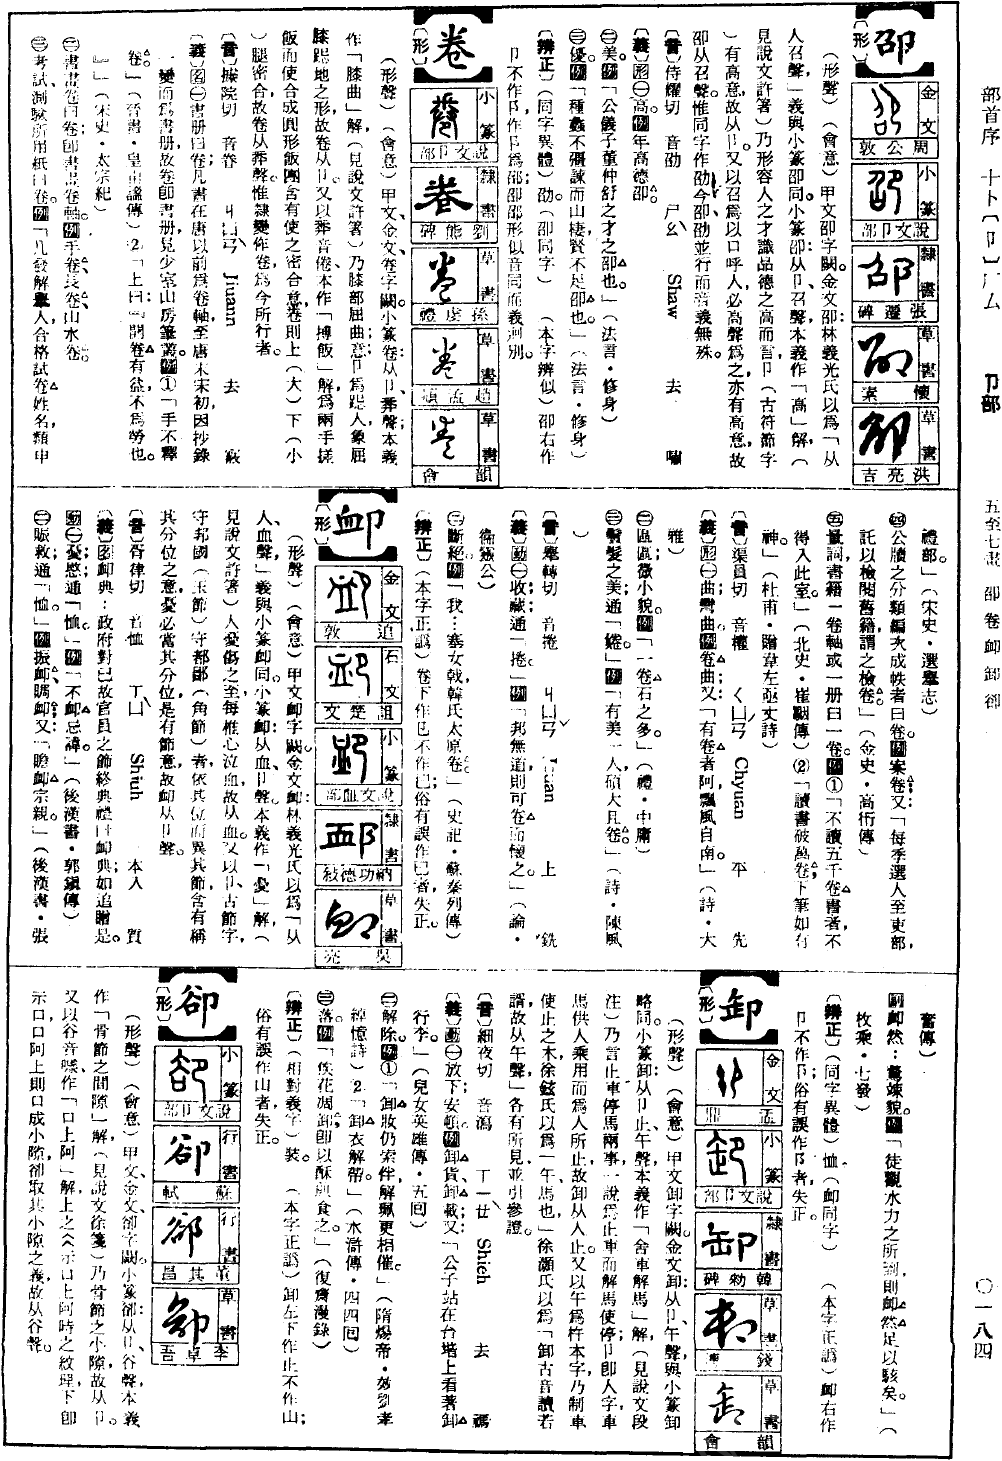 部首序 十卜〔卩〕厂厶 卩部 五至七畫 卲卷卹卸卻 〇一八四
卲
〔形〕
金文 周公敦
小篆 說文卩部
隸書 張遷碑
草書 懷素
草書 洪亮吉
(形聲)(會意)甲文卲字闕。金文卲:林義光氏以爲「从
人召聲,」義與小篆卲同。小篆卲:从卩、召聲,本義作「高」解,(
見說文許箸)乃形容人之才識品德之高而言;卩(古符節字
)有高意,故从卩。又以召爲以口呼人,必高聲爲之,亦有高意,故
卲从召聲。惟同字作劭,今卲劭並行而音義無殊。
〔音〕侍耀切 音劭 ㄕㄠˋ Shaw 去 嘯
〔義〕形㊀高。例年高德卲
㊁美。例「公儀子董仲舒之才之卲也。」(法言·修身)
㊂優。例「種蠡不彊諫而山棲,賢不足卲也。」(法言·修身)
〔辨正〕(同字異體)劭。(卲同字) (本字辨似)卲右作
卩不作阝,作阝爲邵;卲邵形似音同而義迥別。
卷
〔形〕
小篆 說文卩部
隸書 劉熊碑
草書 孫虔禮
草書 趙孟頫
草書 韻會
(形聲)(會意)甲文、金文、卷字闕。小篆卷:从卩、𢍏聲,本義
作「膝曲」解,(見說文許箸)乃膝部屈曲意;卩爲跽,人象屈
膝跽地之形,故卷从卩。又以𢍏音倦,本作「摶飯」解,爲兩手搓
飯而使合成圓形飯團,含有使之密合意;卷則上(大)下(小
)腿密合,故卷从𢍏聲。惟隸變作卷,爲今所行者。
〔音〕據院切 音眷 ㄐㄩㄢˋ Jiuann 去 霰
〔義〕名㊀書册曰卷;凡書在唐以前爲卷軸,至唐末宋初因抄錄
一變而爲書册,故卷即書册,見少室山房筆叢。例①「手不釋
卷。」(晉書·皇甫謐傳)2.「上曰:『開卷有益,不爲勞也。
』」(宋史·太宗紀)
㊁書畫卷曰卷;卽書畫卷軸。例手卷、長卷、山水卷。
㊂考試、測驗所用紙曰卷。例「凡發解舉人合格試卷姓名,類申
禮部。」(宋史·選舉志)
㊃公牘之分類編次成帙者曰卷。例案卷;又「每季選人至吏部,
託以檢閱舊籍,謂之檢卷。」(金史·高衎傳)
㊄量詞;書籍一卷軸或一册曰一卷。例①「不讀五千卷書者,不
得入此室。」(北史·崔儦傳)⑵「讀書破萬卷,下筆如有
神。」(杜甫·贈韋左丞丈詩)
〔音〕渠員切 音權 ㄑㄩㄢˊ Chyuan 平 先
〔義〕形㊀曲;彎曲。例卷曲;又「有卷者阿,飄風自南。」(詩·大
雅)
㊁區區;微小貌。例「一卷石之多。」(禮·中庸)
㊂鬢髮之美,通「鬈。」例「有美一人,碩大且卷。」(詩·陳風
)
〔音〕舉轉切 音捲 ㄐㄩㄢˇ 上 銑
〔義〕動㊀收藏,通「捲。」例「邦無道則可卷而懷之。」(論·
衛靈公)
㊁斷絕。例「我…塞女戟,韓氏太原卷。」(史記·蘇秦列傳)
〔辨正〕(本字正譌)卷下作㔾不作巳;俗有誤作巳者失正。
卹
〔形〕
金文 追敦
石文 詛楚文
小篆 說文血部
隸書 納功德敍
草書 吳亮
(形聲)(會意)甲文卹字闕。金文卹:林義光氏以爲「从
人,血聲,」義與小篆卹同。小篆卹:从血、卩聲,本義作「憂」解,(
見說文許箸)人憂傷之至,每椎心泣血,故从血。又以卩,古節字,
守邦國(玉節)守都鄙(角節)者依其位而異其節,含有稱
其分位之意,憂必當其分位,是有節意,故卹从卩聲。
〔音〕胥律切 音恤 ㄒㄩ Shiuh 本入 質
〔義〕名卹典:政府對已故官員之飾終典禮曰卹典;如追贈是。
動㊀憂;愍;通「恤。」例「不卹忌諱。」(後漢書·郭鎭傳)
㊁賑救;通「恤。」例振卹;賙卹;又「贍卹宗親。」(後漢書·張
奮傳)
副卹然:驚竦貌。例「徒觀水力之所到,則卹然足以駭矣。」(
枚乘·七發)
〔辨正〕(同字異體)恤。(卹同字) (本字正譌)卹右作
卩不作阝,俗有誤作阝者失正。
卸
〔形〕
金文 盂鼎
小篆 說文卩部
隸書 韓勑碑
草書 錢
草書 韻會
(形聲)(會意)甲文卸字闕。金文卸:从卩、午聲,與小篆卸
略同。小篆卸:从卩止,午聲,本義作「舍車解馬」解,(見說文段
注)乃言止車停馬兩事,一說爲止車而解馬使停;卩即人字,車
馬供人乘用而爲人所止,故卸从人止。又以午爲杵本字,乃制車
使止之木;徐鉉氏以爲「午馬也」;徐灝氏以爲「卸古音讀若
謂,故从午聲」;各有所見,並引參證。
〔音〕細夜切 音瀉 ㄒㄧㄝˋ Shieh 去 禡
〔義〕動㊀放下;安頓。例卸貨、卸載;又「公子站在台堦上看著卸
行李。」(兒女英雄傳·五囘)
㊁解除。例①「卸妝仍索伴,解珮更相催。」(隋煬帝·效劉孝
綽憶詩)2.「卸衣解帶。」(水滸傳·四四囘)
㊂落。例「俟花凋卸,卽以酥煎食之。」(復齋漫錄)
〔辨正〕(相對義字)裝。 (本字正譌)卸左下作止不作山;
俗有誤作山者失正。
卻
〔形〕
小篆 說文卩部
行書 蘇軾
行書 董其昌
草書 李卓吾
(形聲)(會意)甲文、金文、卻字闕。小篆卻:从卩、谷聲,本義
作「骨節之間隙」解,(見說文徐箋)乃骨節之小隙,故从卩。
又以谷音噱,作「口上阿」解,上之仌示口上阿時之紋理,下卽
示口,口阿上則口成小隙,卻取其小隙之義,故从谷聲。